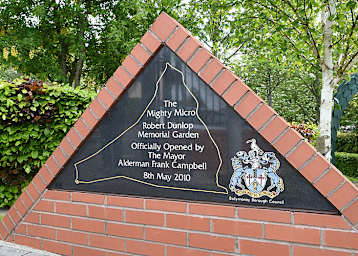 The
Mighty Micro
Robert Dunlop
Memorial Garden
Officially Opened by
The Mayor
Alderman Frank Campbell
8th May 2010
Ballymoney Borough Council